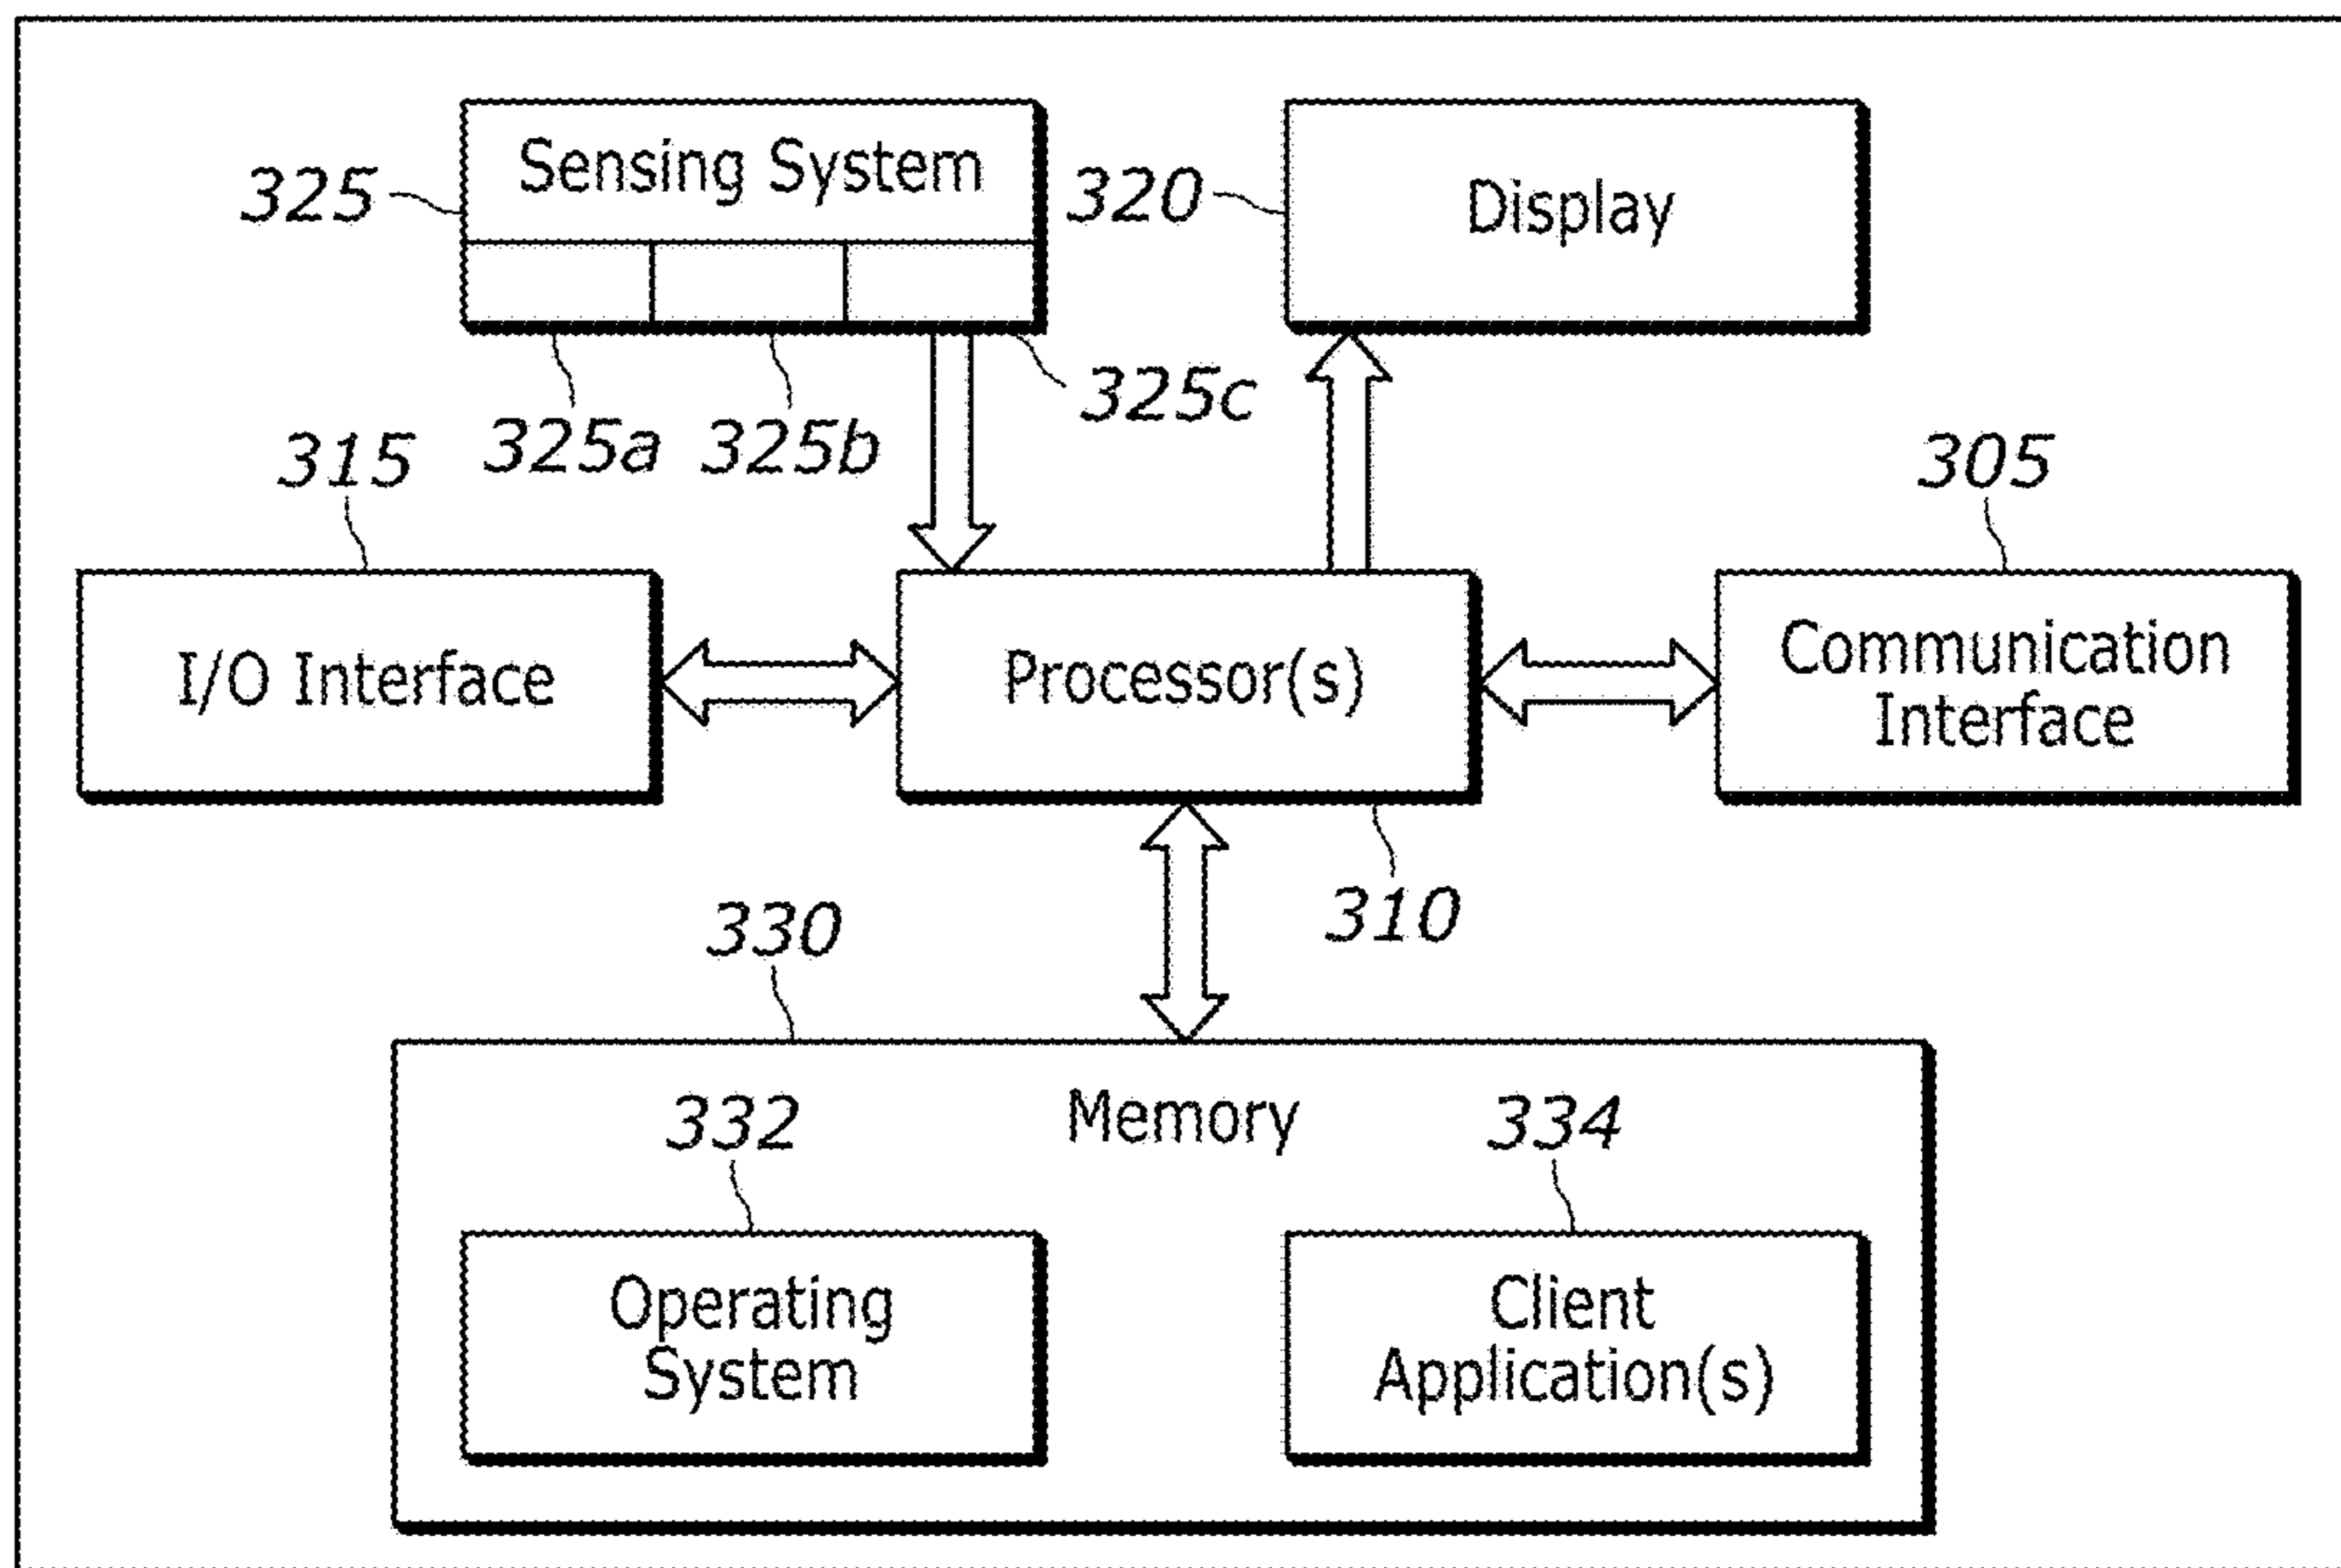 Sensing System
325
320
Display
325a
325b
325c
315
305
I/O Interface
Processor(s)
Communication
Interface
310
330
Memory
332
334
Operating
System
Client
Application(s)